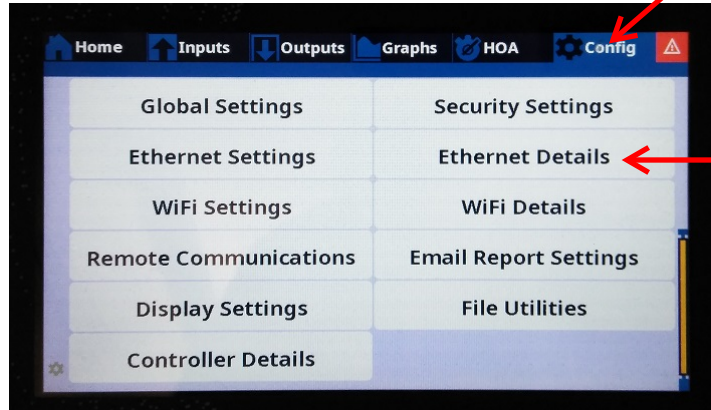 Home Inputs Outputs Graphs HOA Config
Global Settings Security Settings
Ethernet Settings Ethernet Details
WiFi Settings WiFi Details
Remote Communications Email Report Settings
Display Settings File Utilities
Controller Details